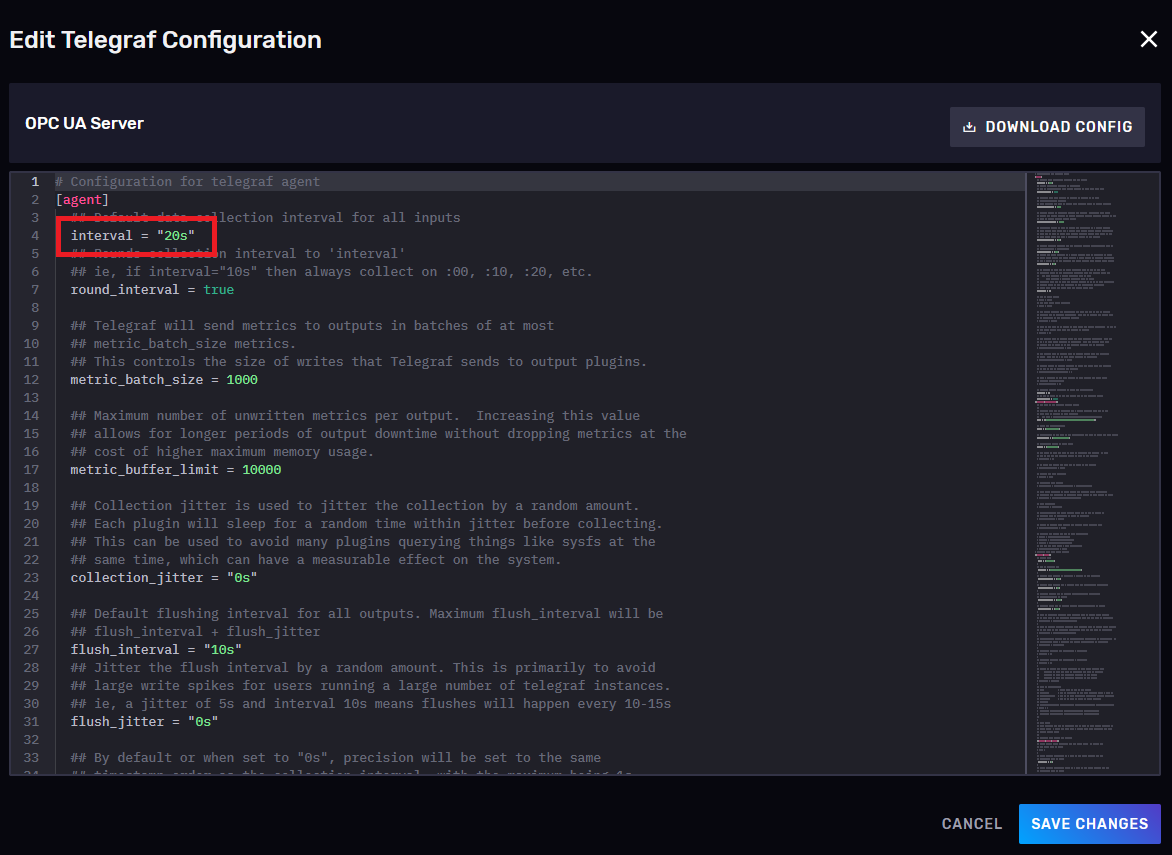 Edit Telegraf Configuration
OPC UA Server
DOWNLOAD CONFIG
1 # Configuration for telegraf agent
2 [agent]
3 ## Default data collection interval for all inputs
4 interval = "20s"
5 ## Rounds collection interval to 'interval'
6 ## ie, if interval="10s" then always collect on :00, :10, :20, etc.
7 round_interval = true
8
9 ## Telegraf will send metrics to outputs in batches of at most
10 ## metric_batch_size metrics.
11 ## This controls the size of writes that Telegraf sends to output plugins.
12 metric_batch_size = 1000
13
14 ## Maximum number of unwritten metrics per output.  Increasing this value
15 ## allows for longer periods of output downtime without dropping metrics at the
16 ## cost of higher maximum memory usage.
17 metric_buffer_limit = 10000
18
19 ## Collection jitter is used to jitter the collection by a random amount.
20 ## Each plugin will sleep for a random time within jitter before collecting.
21 ## This can be used to avoid many plugins querying things like sysfs at the
22 ## same time, which can have a measurable effect on the system.
23 collection_jitter = "0s"
24
25 ## Default flushing interval for all outputs. Maximum flush_interval will be
26 ## flush_interval + flush_jitter
27 flush_interval = "10s"
28 ## Jitter the flush interval by a random amount. This is primarily to avoid
29 ## large write spikes for users running a large number of telegraf instances.
30 ## ie, a jitter of 5s and interval 10s means flushes will happen every 10-15s
31 flush_jitter = "0s"
32
33 ## By default or when set to "0s", precision will be set to the same
34 ## timestamp order as the collection interval, with the maximum being 1s
CANCEL
SAVE CHANGES